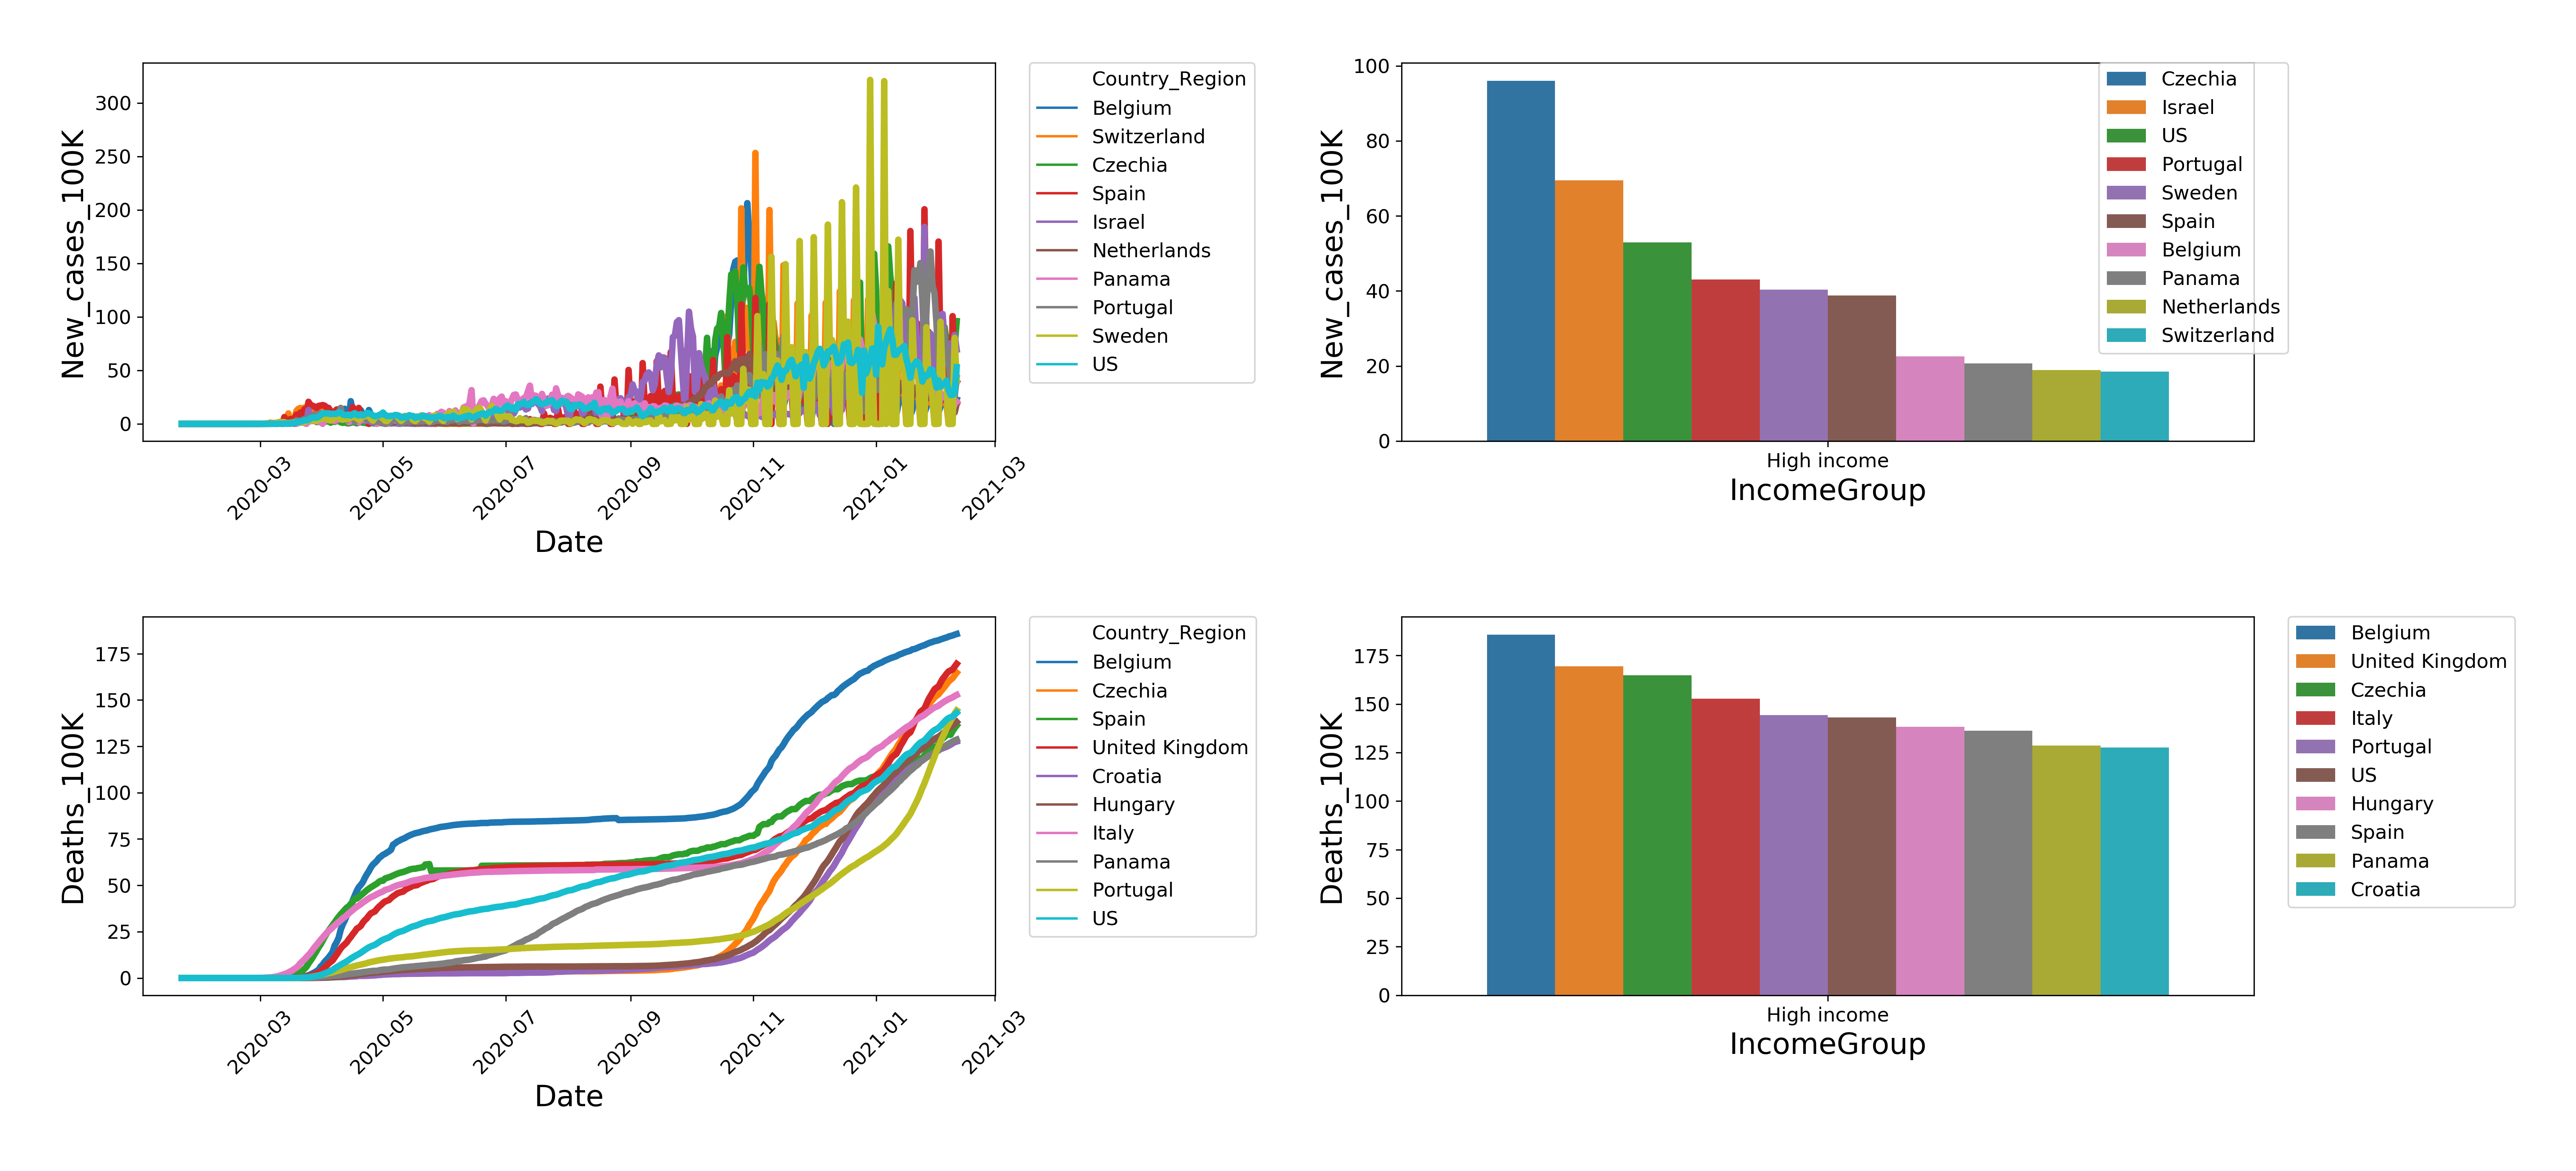 New_cases_100K
300
250
200
150
100
50
0
2020-03
2020-05
2020-07
2020-09
2020-11
2021-01
2021-03
Date
Country_Region
Belgium
Switzerland
Czechia
Spain
Israel
Netherlands
Panama
Portugal
Sweden
US
New_cases_100K
100
80
60
40
20
0
High income
IncomeGroup
Czechia
Israel
US
Portugal
Sweden
Spain
Belgium
Panama
Netherlands
Switzerland
Deaths_100K
175
150
125
100
75
50
25
0
2020-03
2020-05
2020-07
2020-09
2020-11
2021-01
2021-03
Date
Country_Region
Belgium
Czechia
Spain
United Kingdom
Croatia
Hungary
Italy
Panama
Portugal
US
Deaths_100K
175
150
125
100
75
50
25
0
High income
IncomeGroup
Belgium
United Kingdom
Czechia
Italy
Portugal
US
Hungary
Spain
Panama
Croatia